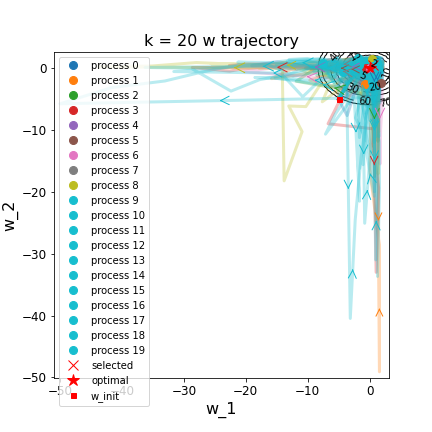 k = 20 w trajectory
process 0
process 1
process 2
process 3
process 4
process 5
process 6
process 7
process 8
process 9
process 10
process 11
process 12
process 13
process 14
process 15
process 16
process 17
process 18
process 19
selected
optimal
w_init
w_2
0
−10
−20
−30
−40
−50
−50 −40 −30 −20 −10 0
w_1
30
20
60